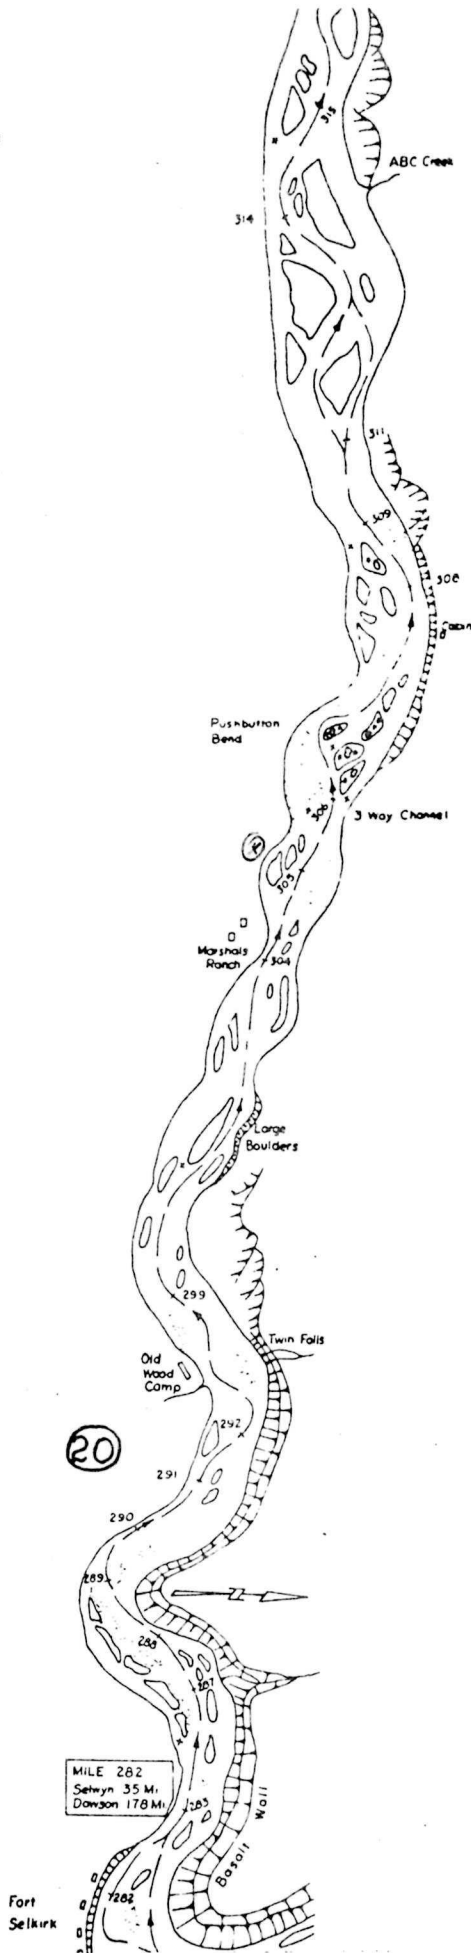 315
ABC Creek
314
311
309
308
Cabin
Pushbutton
Bend
306
3 Way Channel
305
Marshals
Ranch
304
Large
Boulders
299
Twin Falls
Old
Wood
Camp
292
20
291
290
289
N
288
287
MILE 282
Selwyn 35 Mi.
Dawson 178 Mi.
283
Basalt Wall
282
Fort
Selkirk